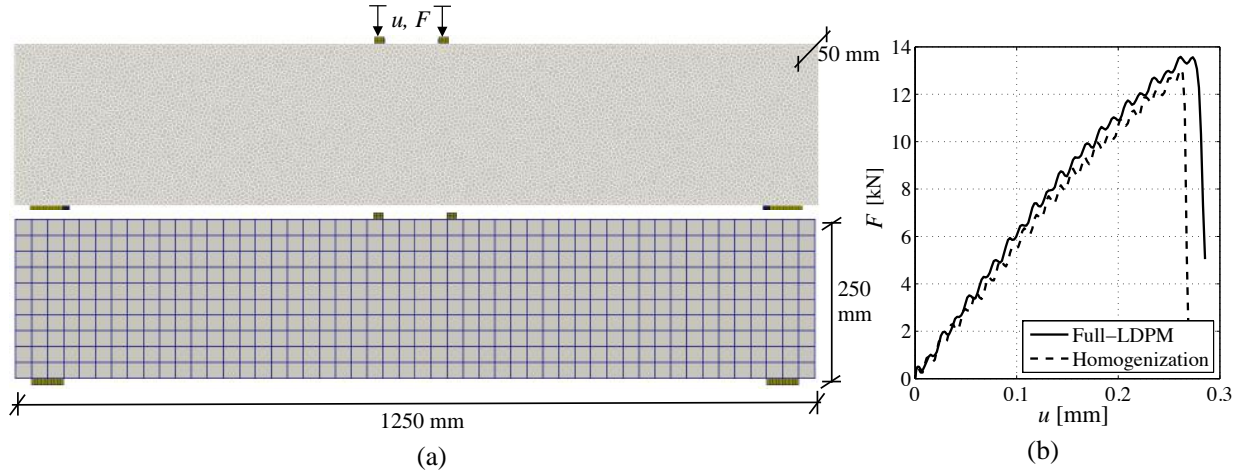 u, F
50 mm
250
mm
1250 mm
(a)
14
12
10
8
6
4
2
0
F [kN]
Full−LDPM
Homogenization
0
0.1
0.2
0.3
u [mm]
(b)